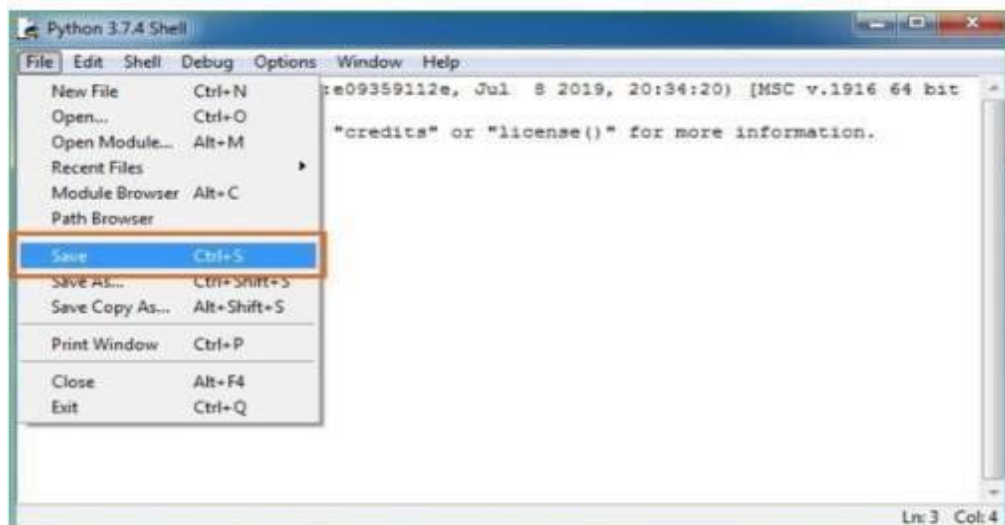 Python 3.7.4 Shell
File Edit Shell Debug Options Window Help
New File Ctrl+N
:e09359112e, Jul 8 2019, 20:34:20) [MSC v.1916 64 bit
Open... Ctrl+O
Open Module... Alt+M
"credits" or "license()" for more information.
Recent Files
Module Browser Alt+C
Path Browser
Save Ctrl+S
Save As... Ctrl+Shift+S
Save Copy As... Alt+Shift+S
Print Window Ctrl+P
Close Alt+F4
Exit Ctrl+Q
Ln: 3 Col: 4